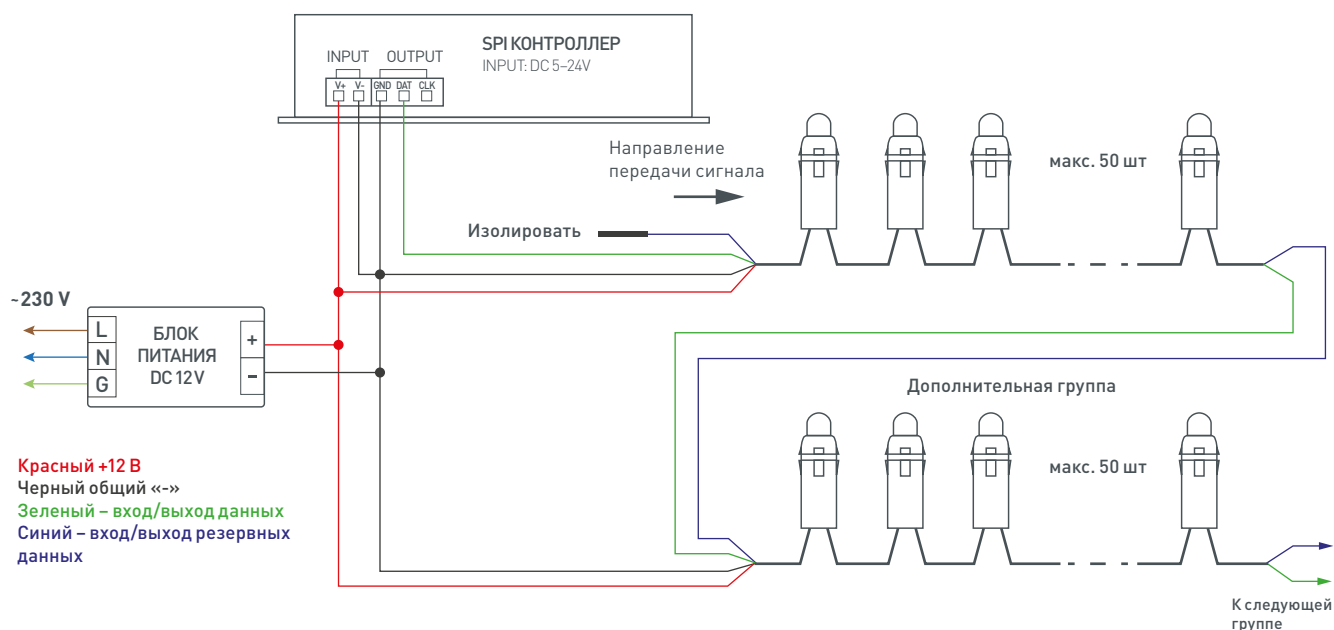 SPI КОНТРОЛЛЕР
INPUT: DC 5–24V
INPUT OUTPUT
V+ V- GND DAT CLK
Направление
передачи сигнала
макс. 50 шт
Изолировать
~230 V
L
N
G
БЛОК
ПИТАНИЯ
DC 12 V
+
–
Дополнительная группа
макс. 50 шт
Красный +12 В
Черный общий «-»
Зеленый – вход/выход данных
Синий – вход/выход резервных
данных
К следующей
группе